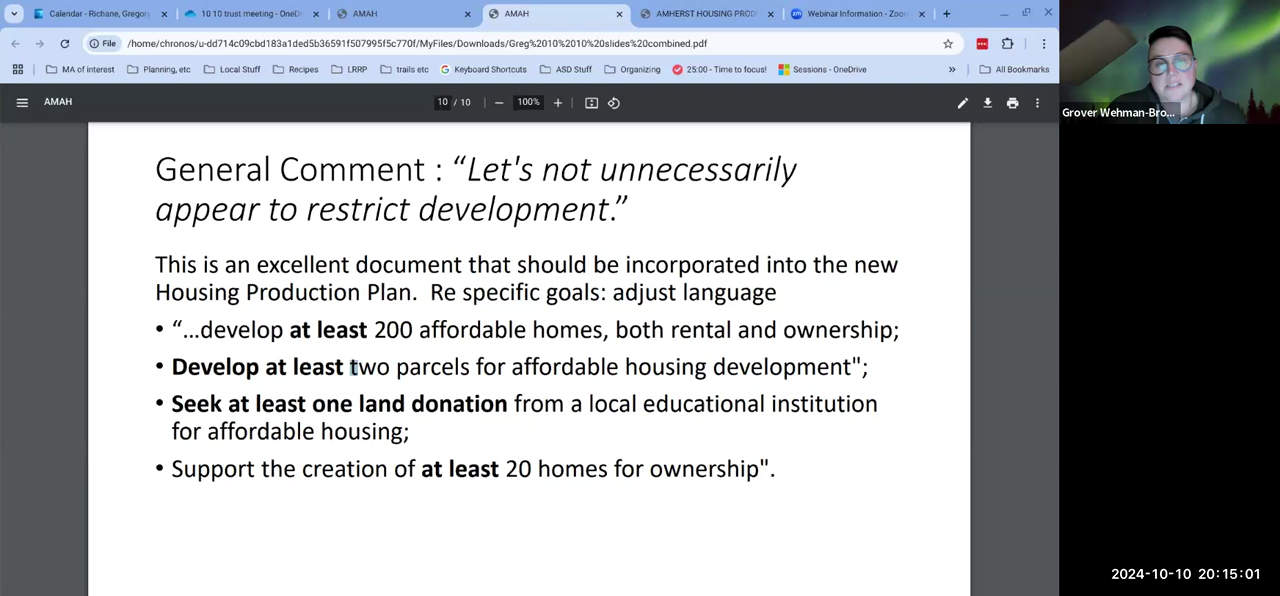 Calendar - Richane, Gregory
10 10 trust meeting - OneD
AMAH
AMAH
AMHERST HOUSING PROD
Webinar Information - Zoo
File
/home/chronos/u-dd714c09cbd183a1ded5b36591f507995f5c770f/MyFiles/Downloads/Greg%2010%2010%20slides%20combined.pdf
MA of interest
Planning, etc
Local Stuff
Recipes
LRRP
trails etc
Keyboard Shortcuts
ASD Stuff
Organizing
25:00 - Time to focus!
Sessions - OneDrive
»
All Bookmarks
AMAH
10 / 10
100%
Grover Wehman-Bro...
General Comment : “Let's not unnecessarily
appear to restrict development.”
This is an excellent document that should be incorporated into the new
Housing Production Plan. Re specific goals: adjust language
• “...develop at least 200 affordable homes, both rental and ownership;
• Develop at least two parcels for affordable housing development";
• Seek at least one land donation from a local educational institution
for affordable housing;
• Support the creation of at least 20 homes for ownership".
2024-10-10 20:15:01